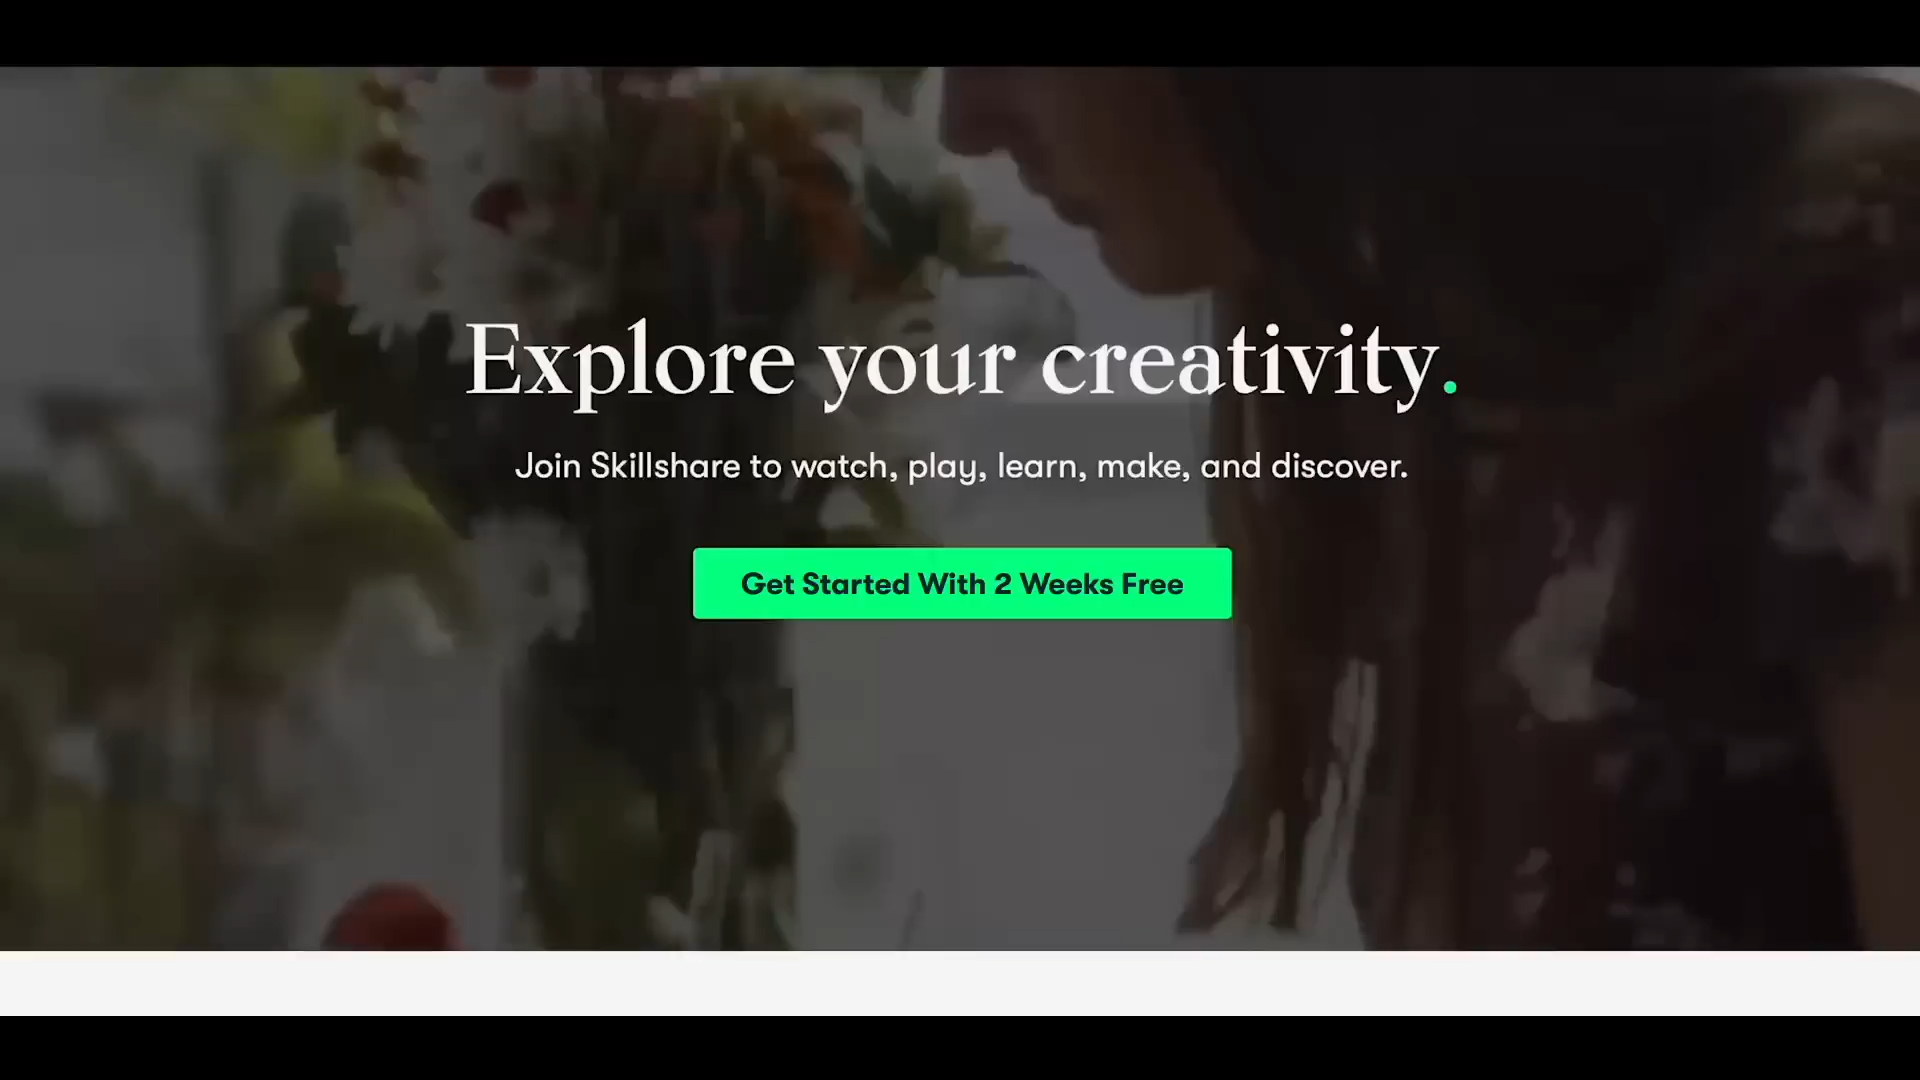 Explore your creativity.
Join Skillshare to watch, play, learn, make, and discover.
Get Started With 2 Weeks Free